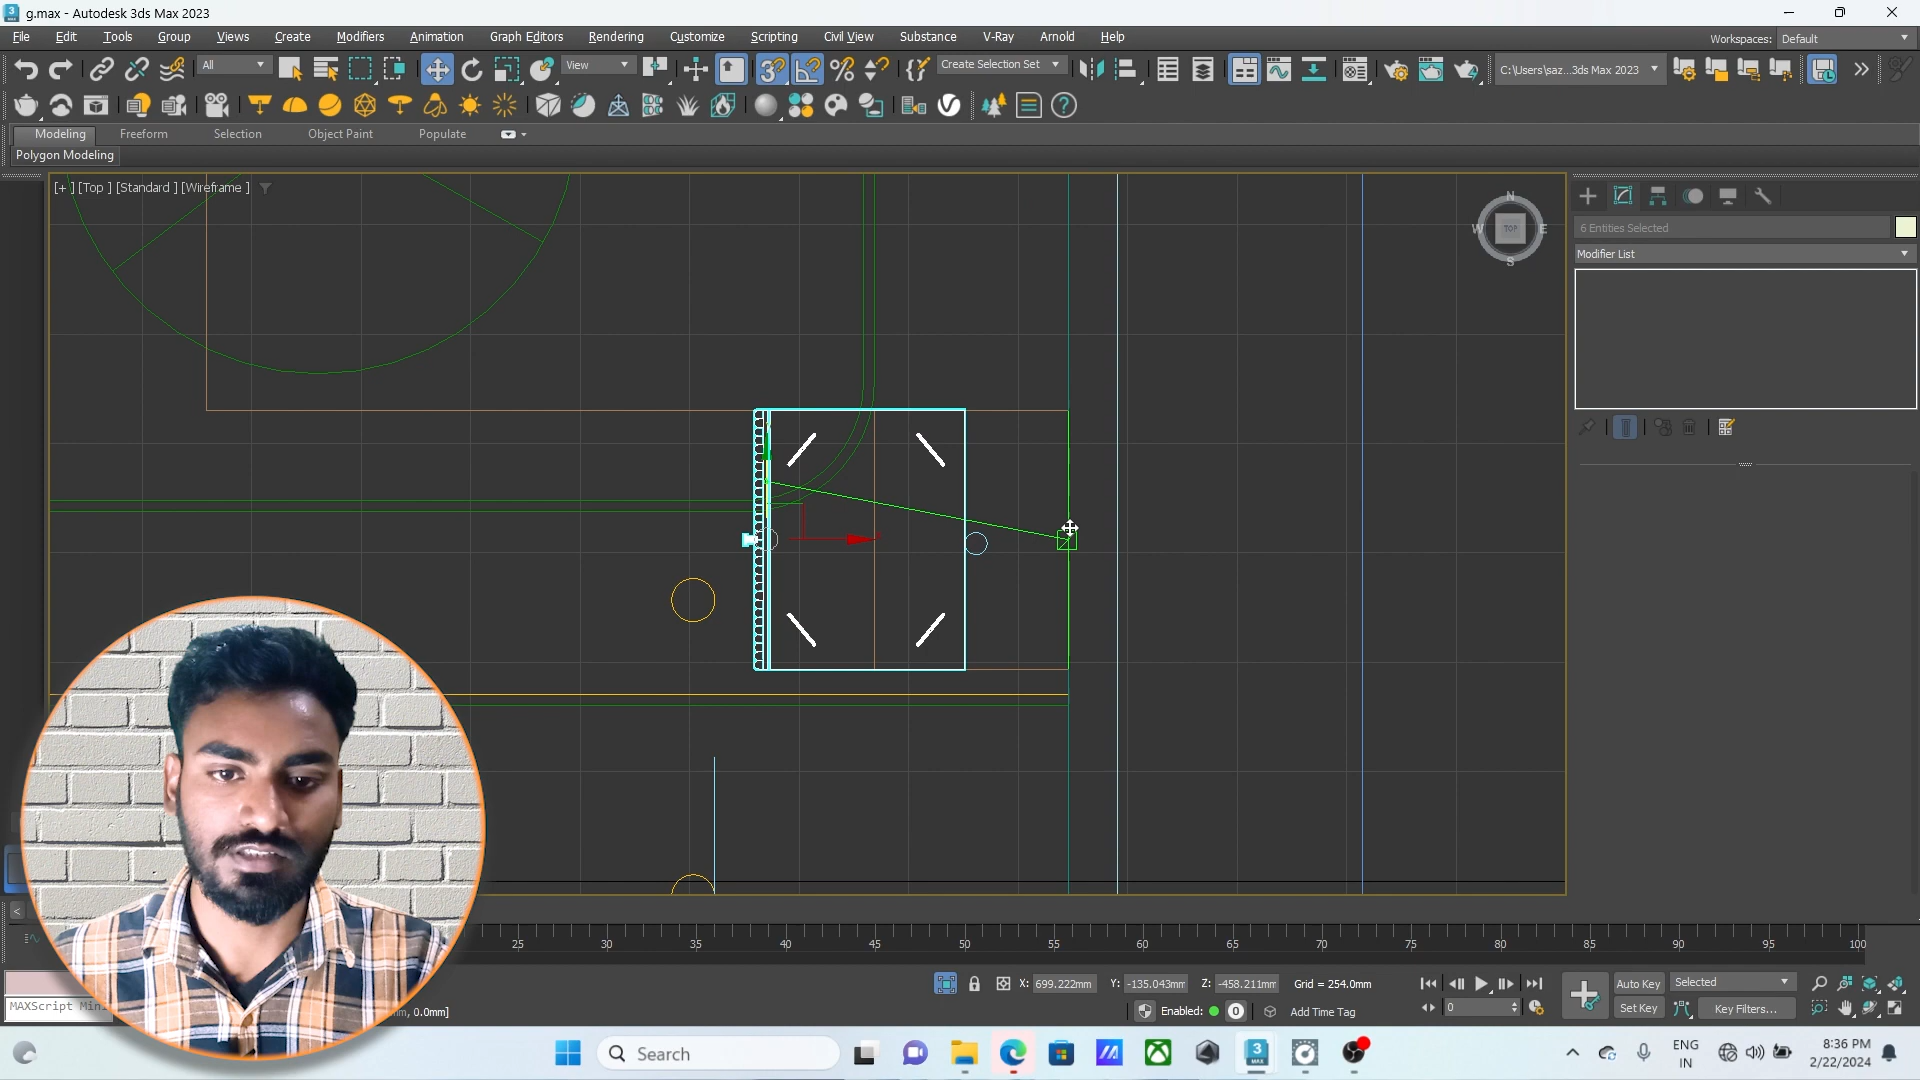 g.max - Autodesk 3ds Max 2023
File Edit Tools Group Views Create Modifiers Animation Graph Editors Rendering Customize Scripting Civil View Substance V-Ray Arnold Help
Workspaces: Default
All View Create Selection Set C:\Users\saz...3ds Max 2023
Modeling Freeform Selection Object Paint Populate
Polygon Modeling
[+] [Top] [Standard] [Wireframe]
N
W TOP E
S
6 Entities Selected
Modifier List
25 30 35 40 45 50 55 60 65 70 75 80 85 90 95 100
X: 699.222mm Y: -135.043mm Z: -458.211mm Grid = 254.0mm
Auto Key Selected
MAXScript Min
m, 0.0mm]
Enabled: 0 Add Time Tag
0
Set Key Key Filters...
Search
ENG
IN
8:36 PM
2/22/2024